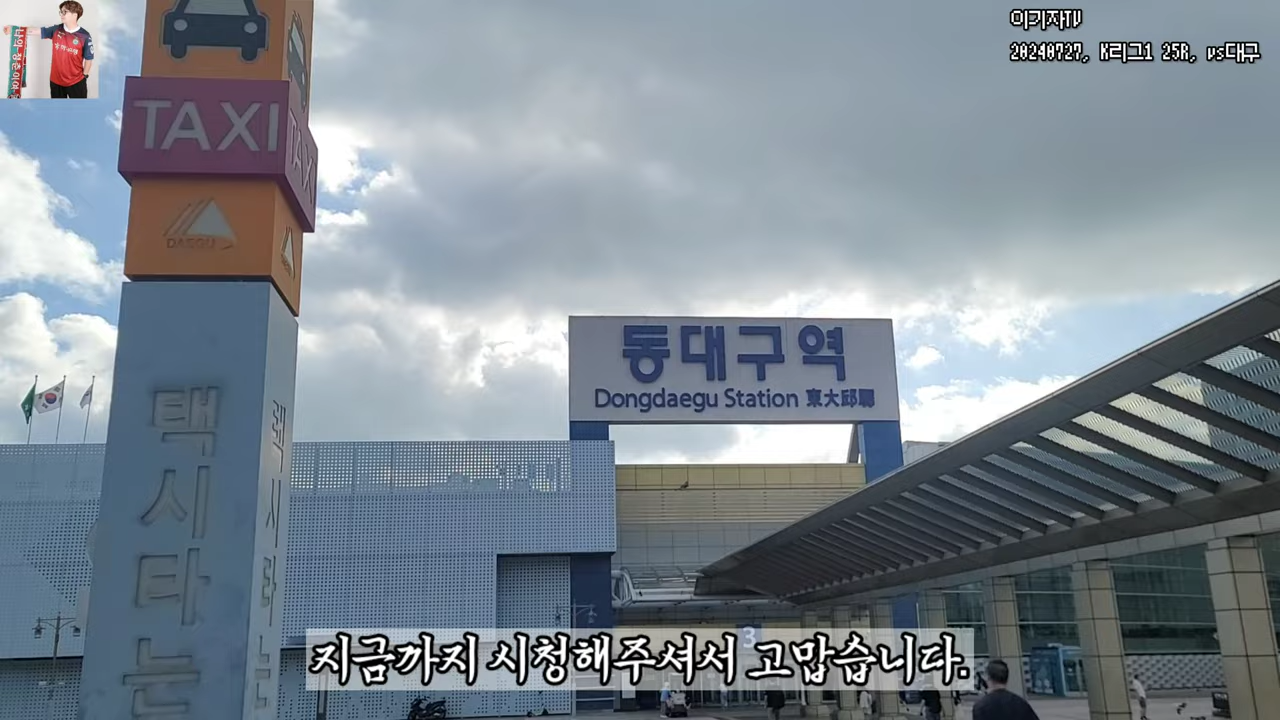 이기자TV
20240727, K리그1 25R, vs대구
TAXI
TAXI
DAEGU
택시타는
택시타는
동대구역
Dongdaegu Station 東大邱驛
3
지금까지 시청해주셔서 고맙습니다.